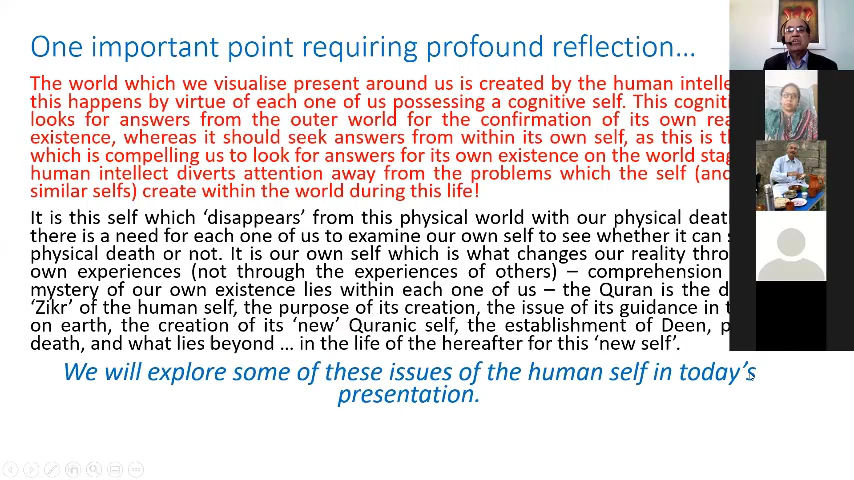 One important point requiring profound reflection…
The world which we visualise present around us is created by the human
this happens by virtue of each one of us possessing a cognitive self. This
looks for answers from the outer world for the confirmation of its own
existence, whereas it should seek answers from within its own self, as this is
which is compelling us to look for answers for its own existence on the world
human intellect diverts attention away from the problems which the self
similar selfs) create within the world during this life!
It is this self which ‘disappears’ from this physical world with our physical
there is a need for each one of us to examine our own self to see whether it can
physical death or not. It is our own self which is what changes our reality
own experiences (not through the experiences of others) – comprehension
mystery of our own existence lies within each one of us – the Quran is the
‘Zikr’ of the human self, the purpose of its creation, the issue of its guidance in
on earth, the creation of its ‘new’ Quranic self, the establishment of Deen,
death, and what lies beyond … in the life of the hereafter for this ‘new self’.
We will explore some of these issues of the human self in today’s
presentation.